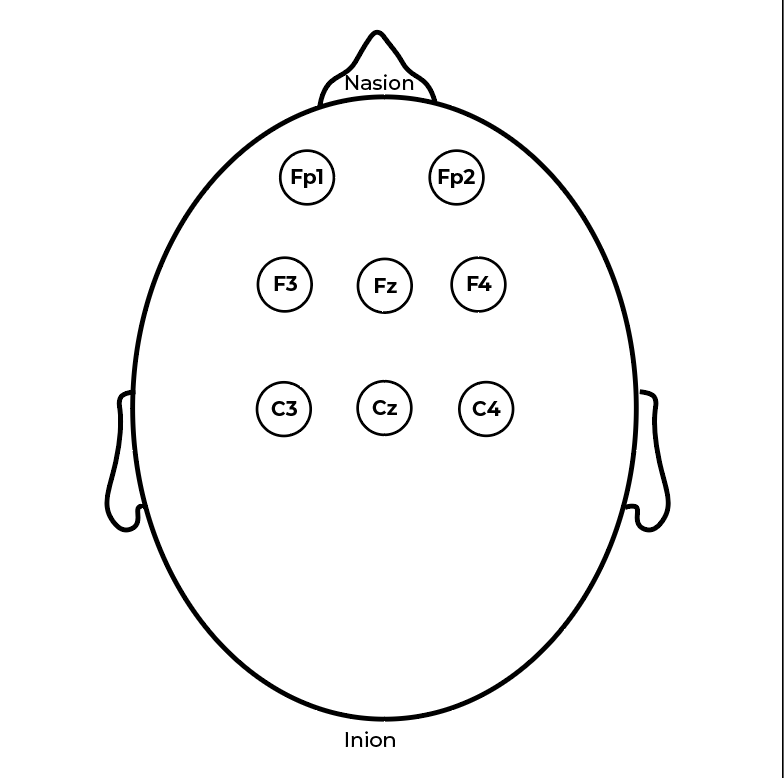 Nasion
Fp1 Fp2
F3 Fz F4
C3 Cz C4
Inion